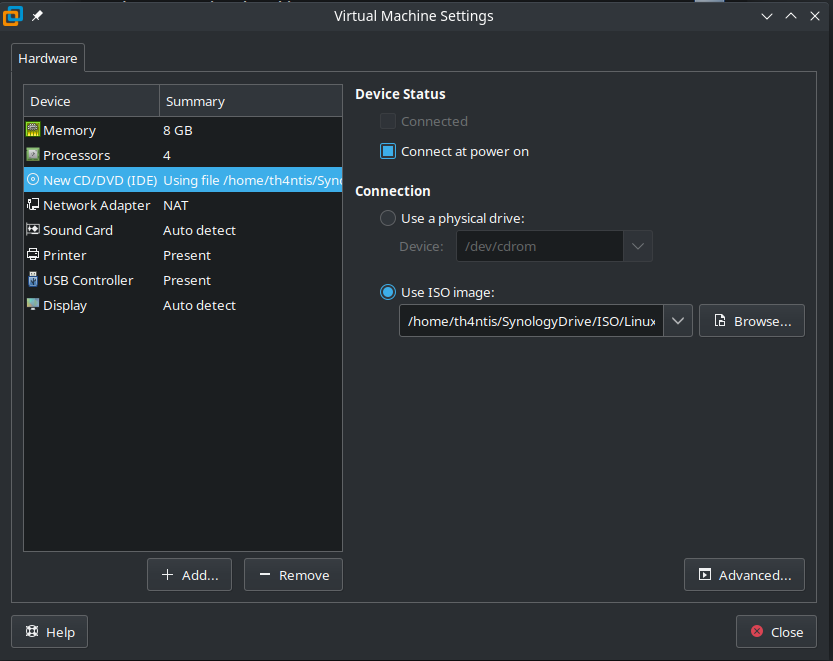 Virtual Machine Settings
Hardware
Device Summary
Memory 8 GB
Processors 4
New CD/DVD (IDE) Using file /home/th4ntis/Syno
Network Adapter NAT
Sound Card Auto detect
Printer Present
USB Controller Present
Display Auto detect
Add...
Remove
Device Status
Connected
Connect at power on
Connection
Use a physical drive:
Device: /dev/cdrom
Use ISO image:
/home/th4ntis/SynologyDrive/ISO/Linux
Browse...
Advanced...
Help
Close